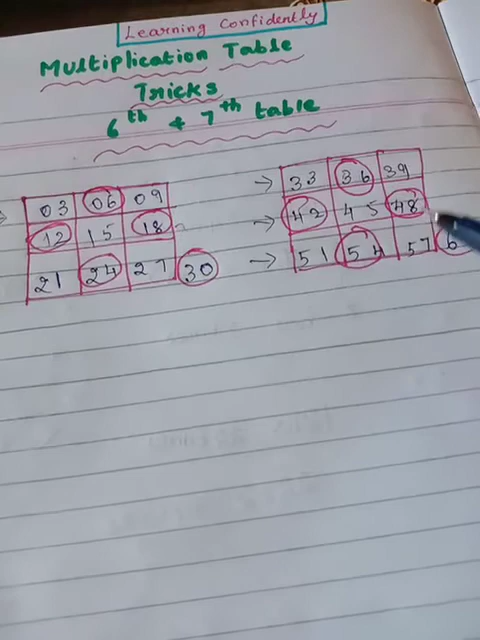 Learning Confidently
Multiplication Table
Tricks
6th & 7th table
03 06 09
12 15 18
21 24 27 30
→ 33 36 39
→ 42 45 48
→ 51 54 57 6